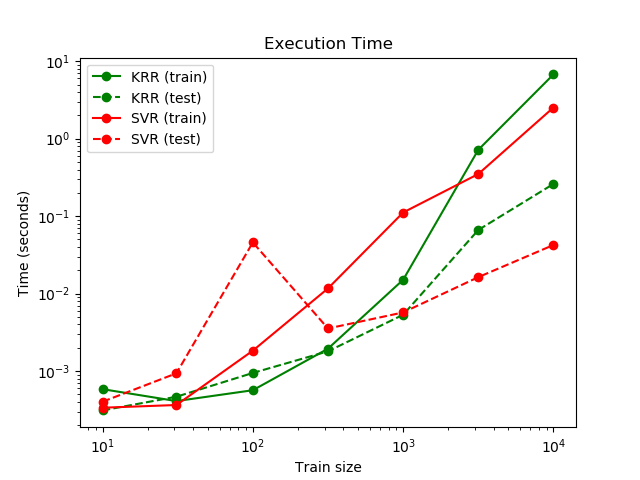 Execution Time
10¹
10⁰
10⁻¹
10⁻²
10⁻³
Time (seconds)
KRR (train)
KRR (test)
SVR (train)
SVR (test)
10¹
10²
10³
10⁴
Train size